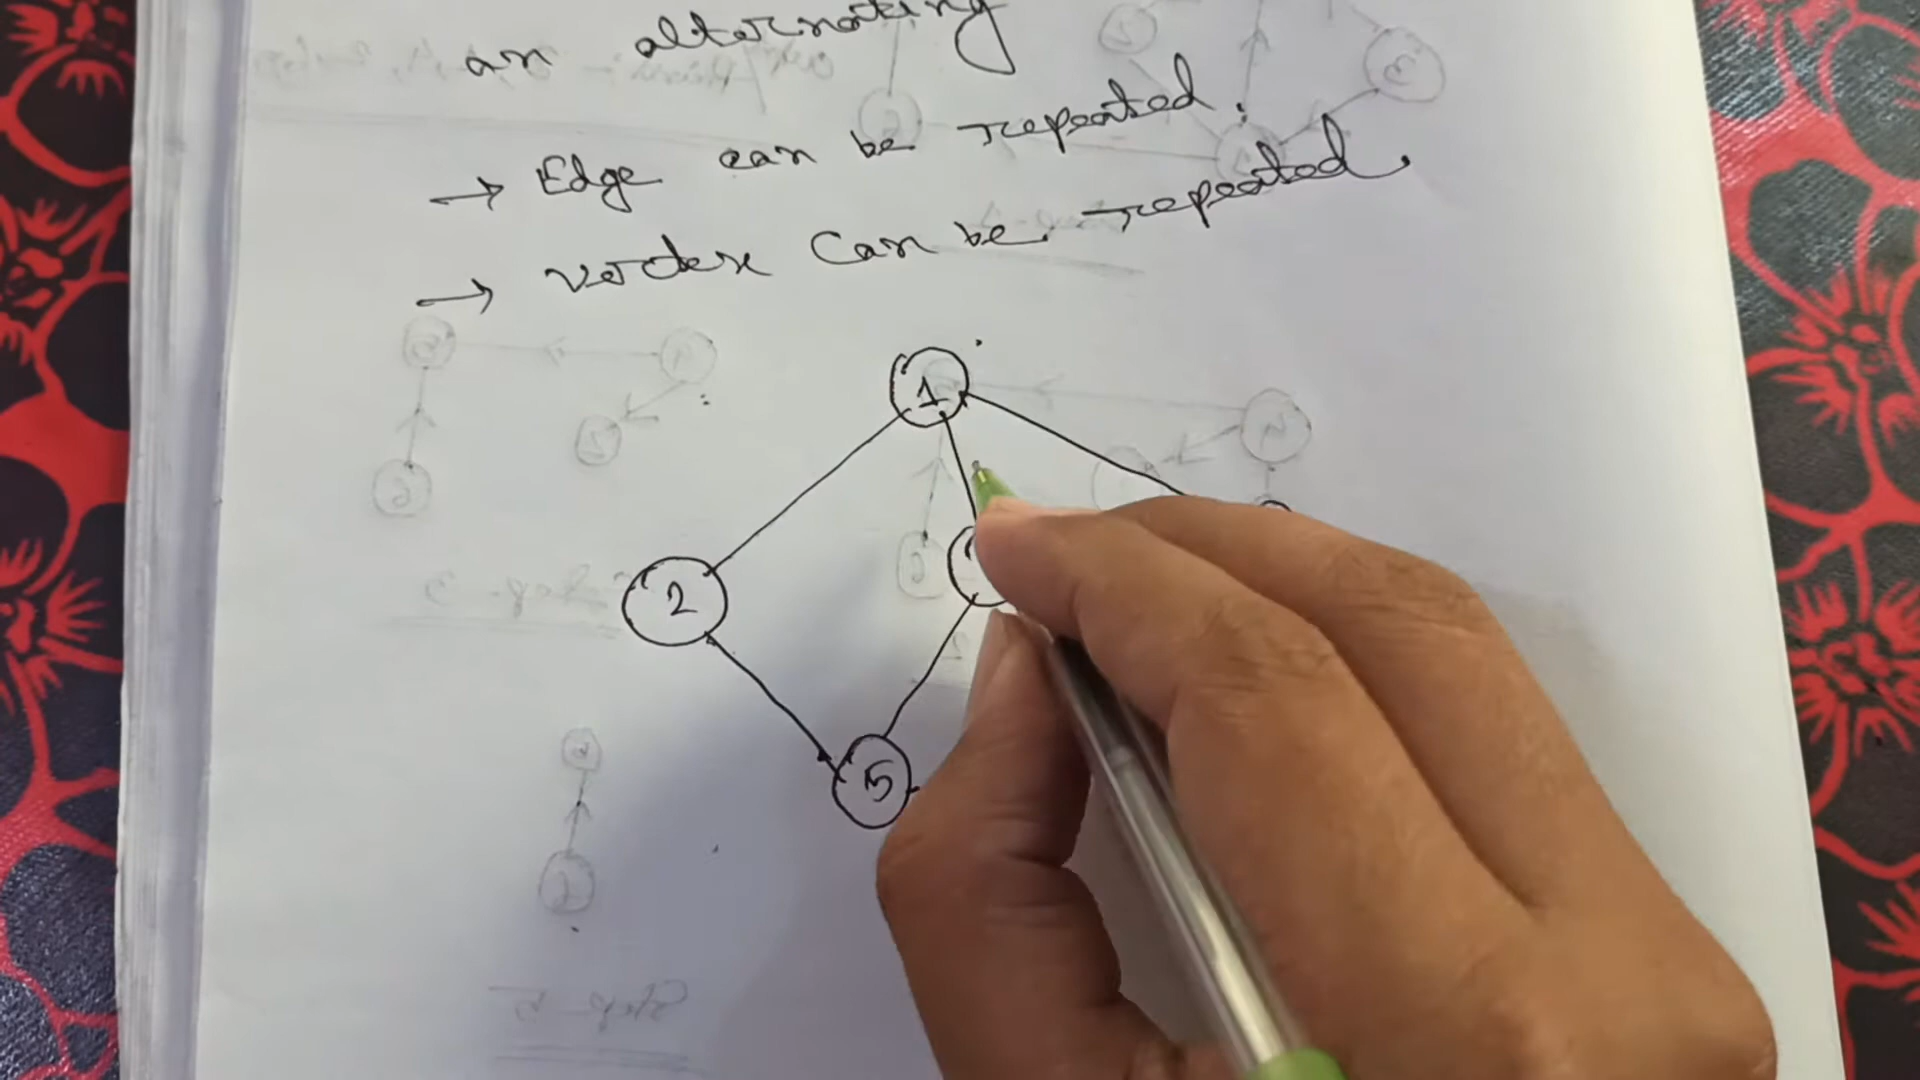 an alternating
→ Edge can be repeated.
→ Vertex can be repeated.
1
2
5